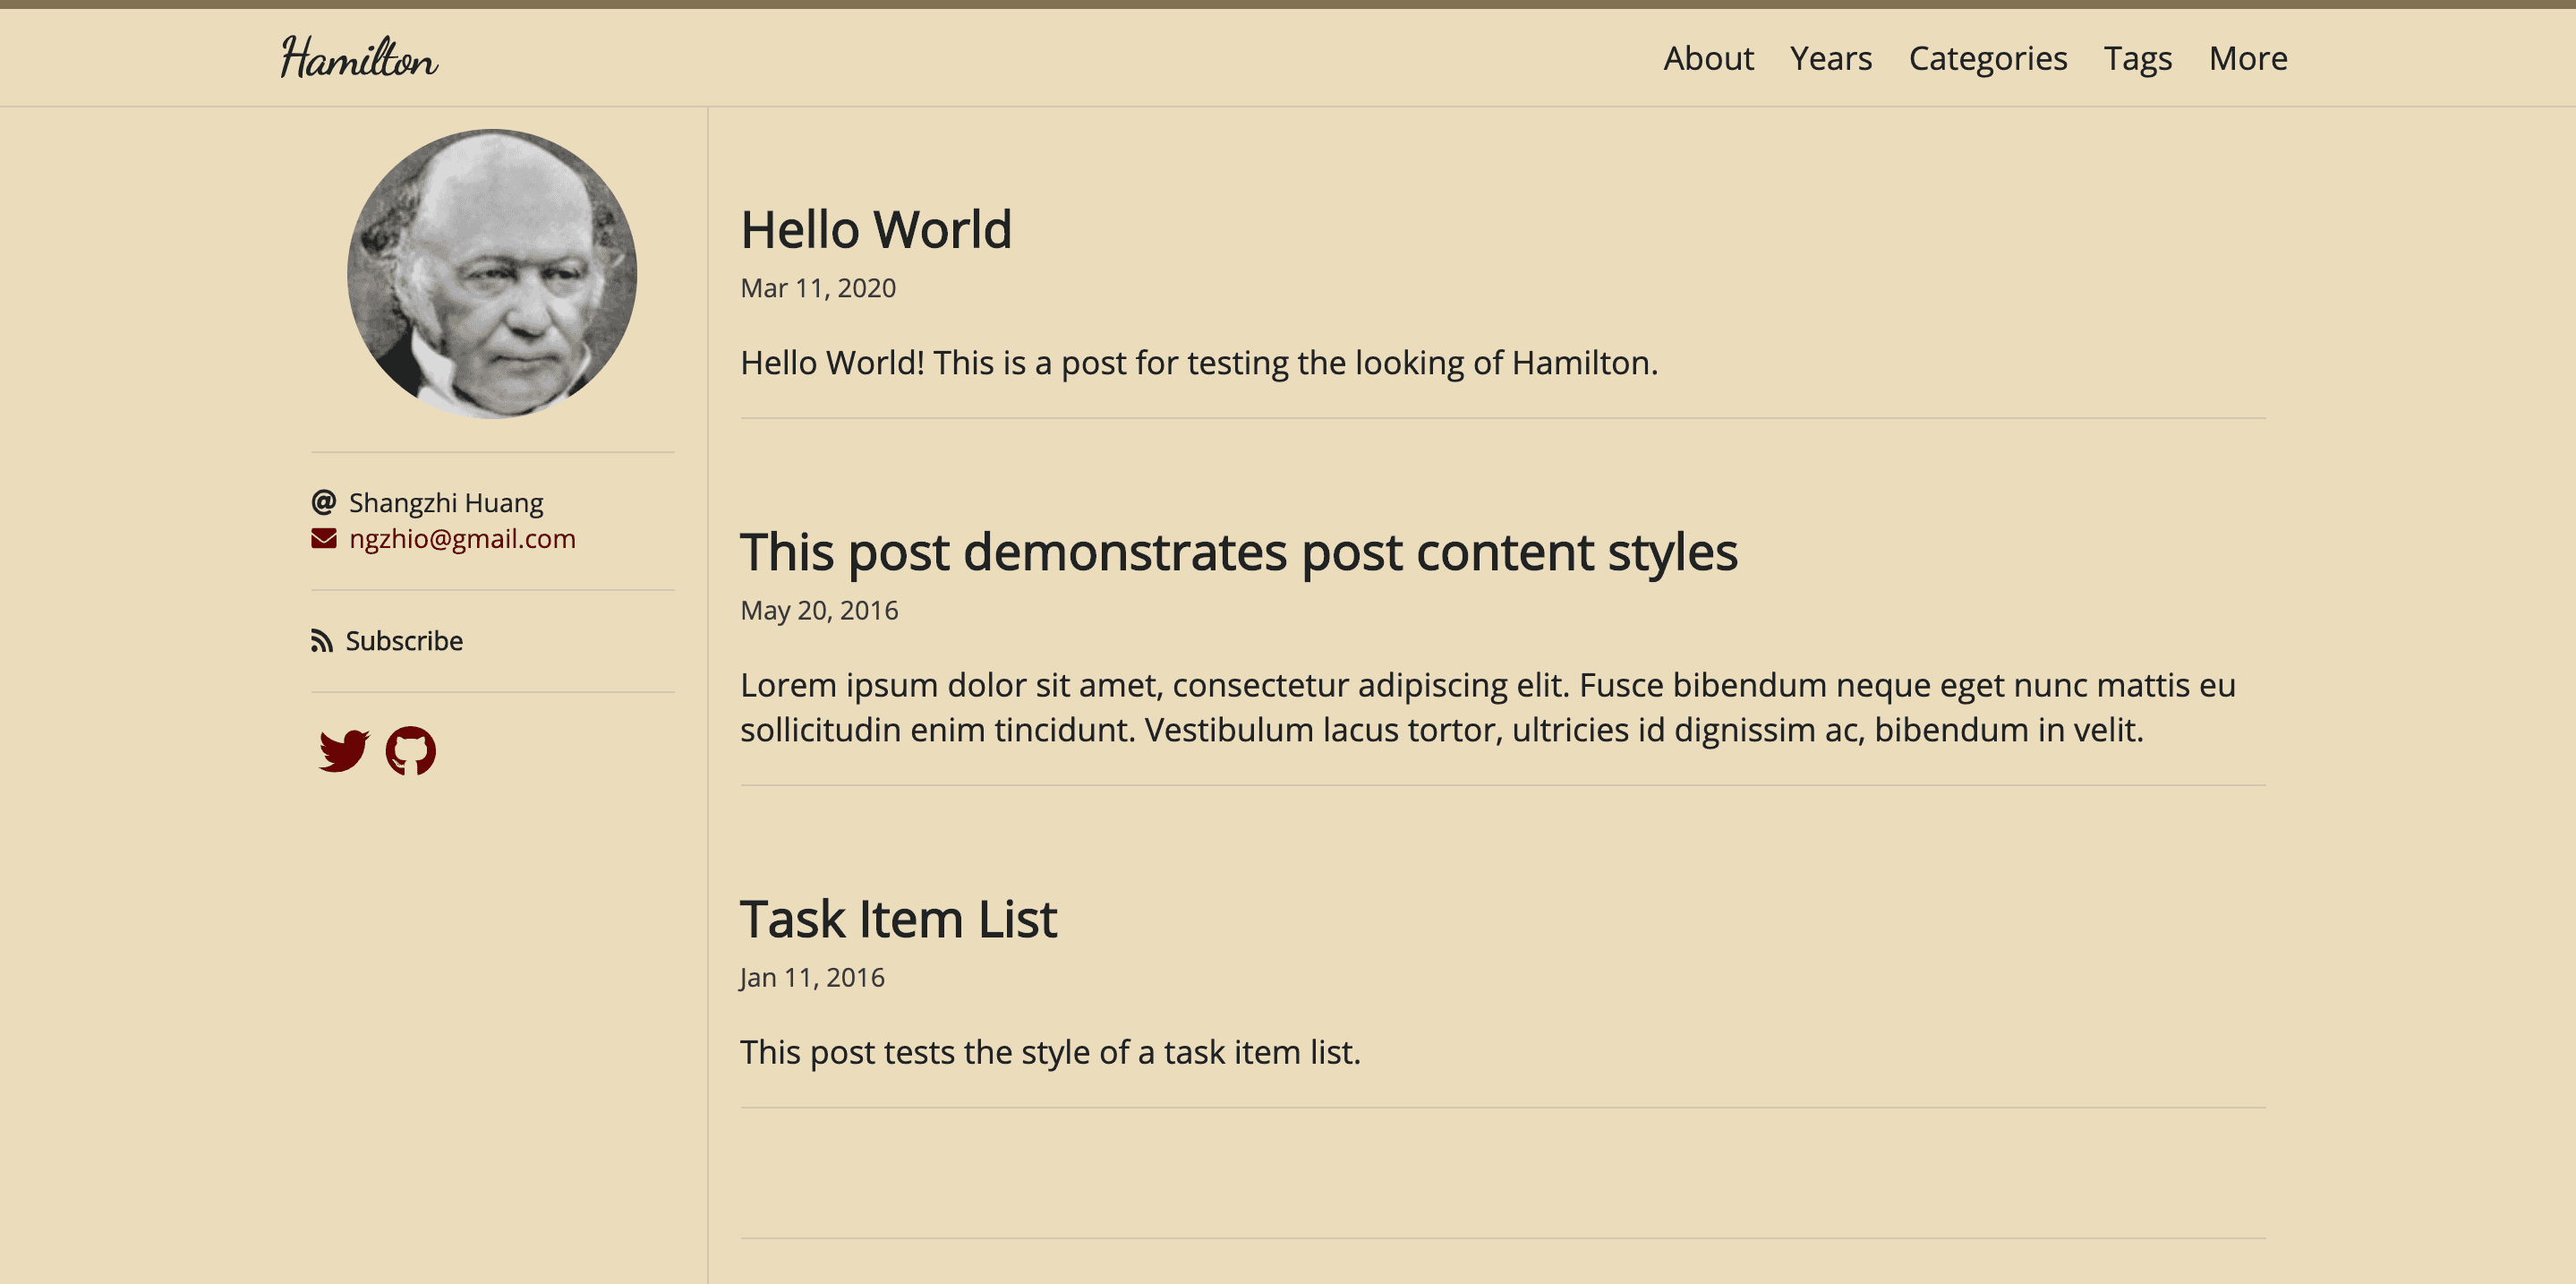 Hamilton
About Years Categories Tags More
Shangzhi Huang
ngzhio@gmail.com
Subscribe
Hello World
Mar 11, 2020
Hello World! This is a post for testing the looking of Hamilton.
This post demonstrates post content styles
May 20, 2016
Lorem ipsum dolor sit amet, consectetur adipiscing elit. Fusce bibendum neque eget nunc mattis eu
sollicitudin enim tincidunt. Vestibulum lacus tortor, ultricies id dignissim ac, bibendum in velit.
Task Item List
Jan 11, 2016
This post tests the style of a task item list.